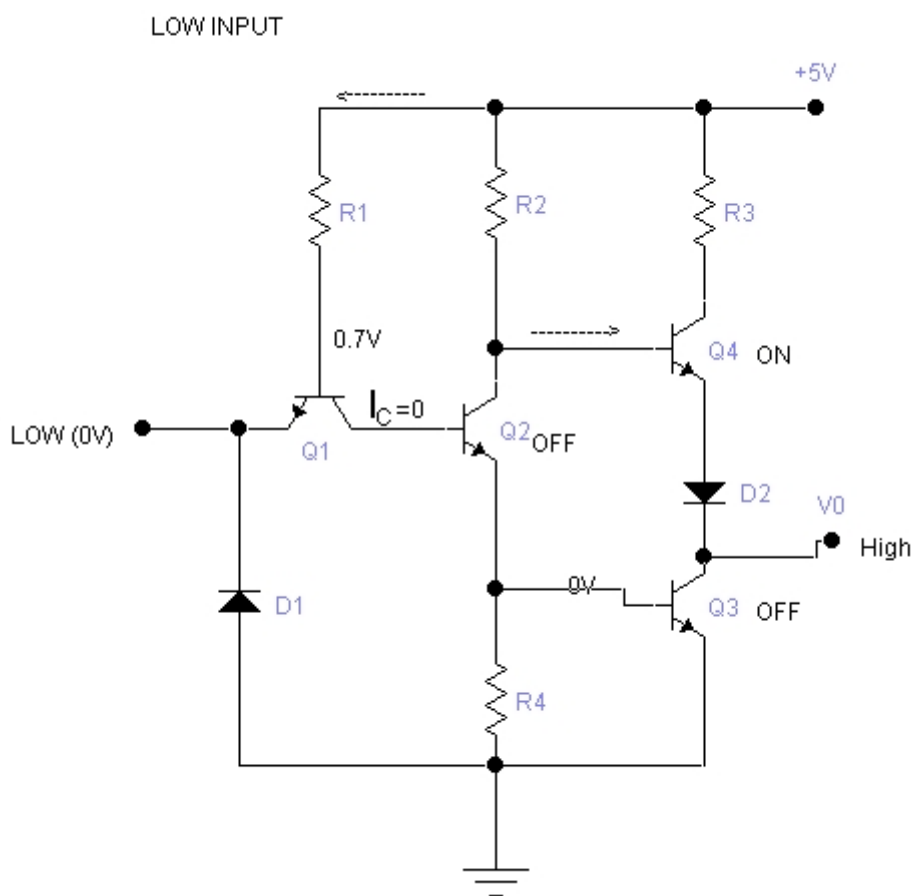 LOW INPUT
+5V
R1
R2
R3
0.7V
Q4 ON
IC=0
LOW (0V)
Q1
Q2 OFF
D2
V0
High
D1
0V
Q3 OFF
R4